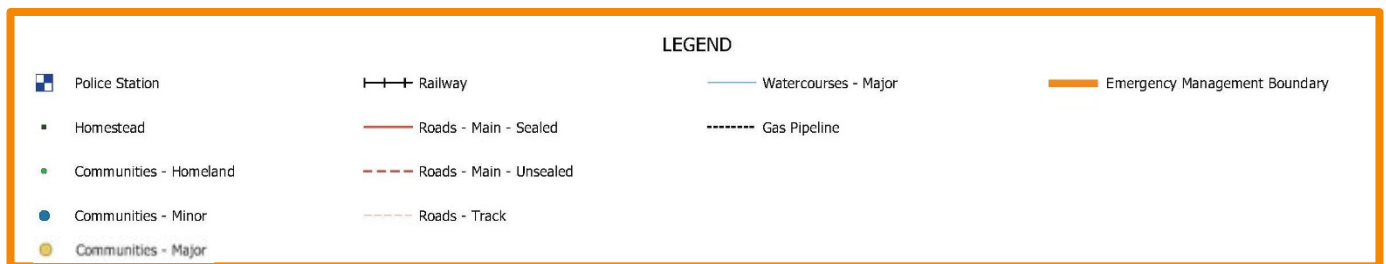 LEGEND
Police Station
Railway
Watercourses - Major
Emergency Management Boundary
Homestead
Roads - Main - Sealed
Gas Pipeline
Communities - Homeland
Roads - Main - Unsealed
Communities - Minor
Roads - Track
Communities - Major